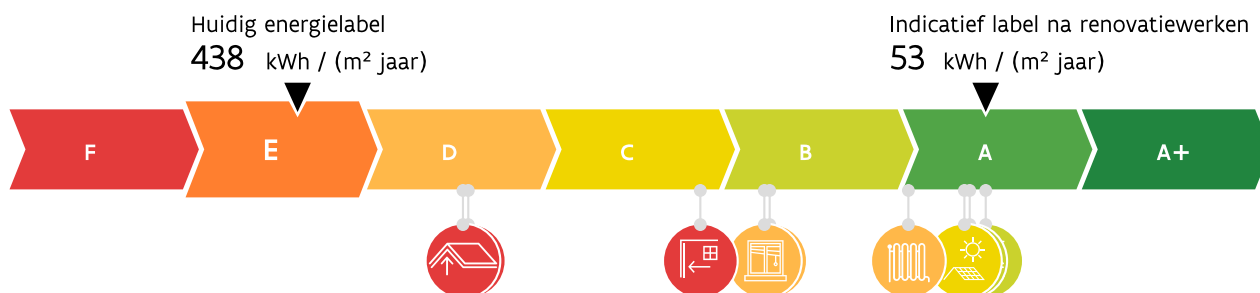 Huidig energielabel
438 kWh / (m² jaar)
Indicatief label na renovatiewerken
53 kWh / (m² jaar)
F
E
D
C
B
A
A+